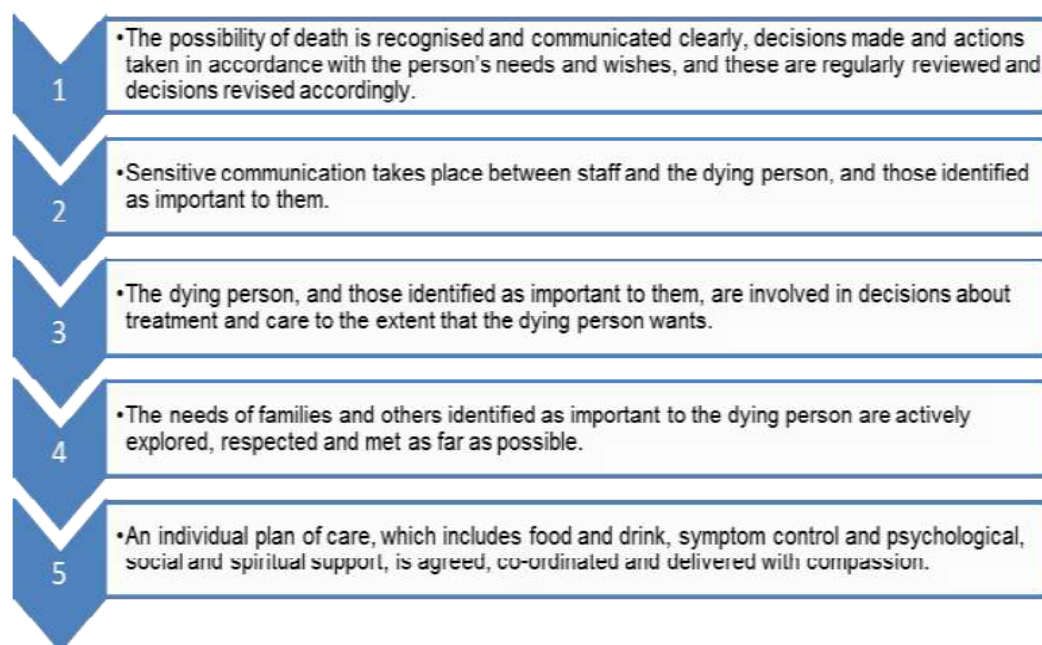 1
•The possibility of death is recognised and communicated clearly, decisions made and actions
taken in accordance with the person's needs and wishes, and these are regularly reviewed and
decisions revised accordingly.
2
•Sensitive communication takes place between staff and the dying person, and those identified
as important to them.
3
•The dying person, and those identified as important to them, are involved in decisions about
treatment and care to the extent that the dying person wants.
4
•The needs of families and others identified as important to the dying person are actively
explored, respected and met as far as possible.
5
•An individual plan of care, which includes food and drink, symptom control and psychological,
social and spiritual support, is agreed, co-ordinated and delivered with compassion.